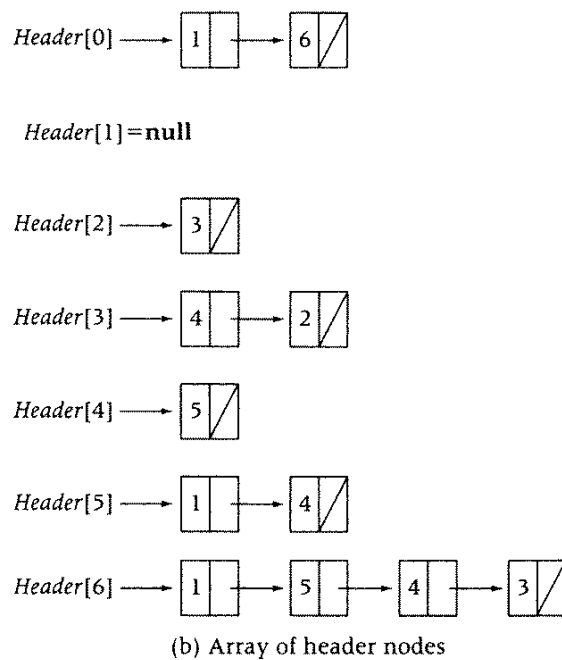 Header[0] 1 6
Header[1]=null
Header[2] 3
Header[3] 4 2
Header[4] 5
Header[5] 1 4
Header[6] 1 5 4 3
(b) Array of header nodes